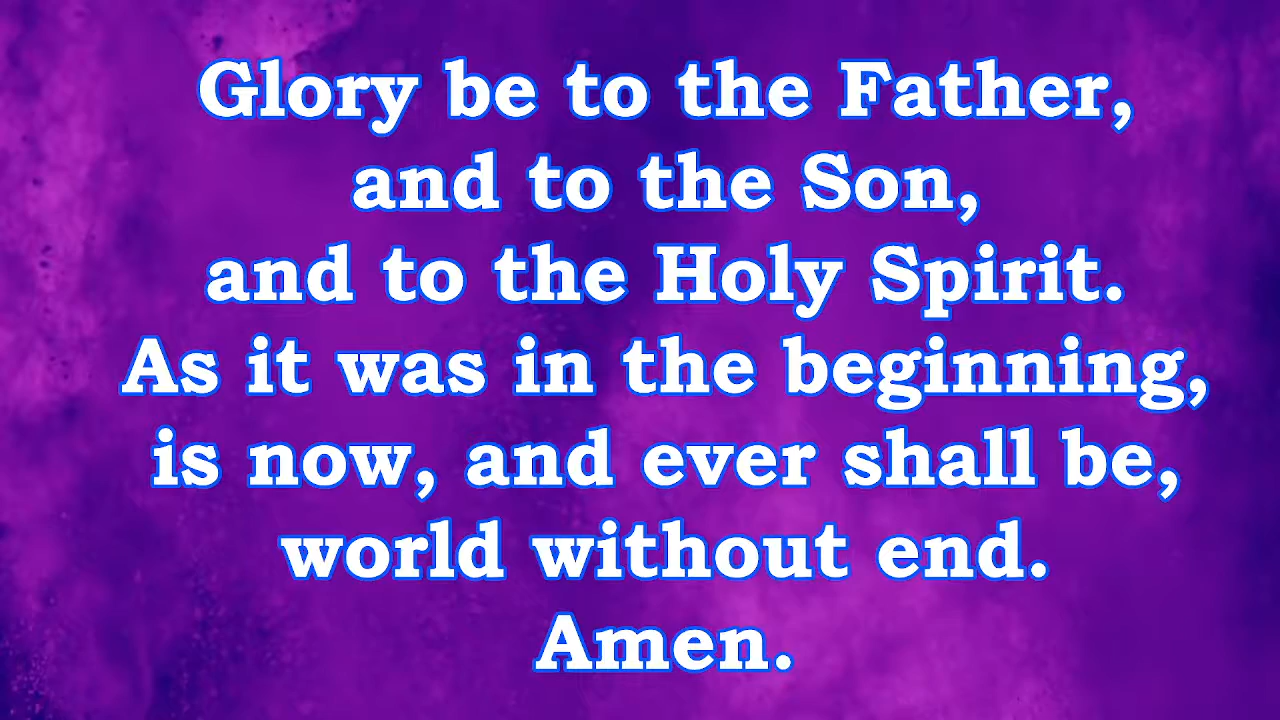 Glory be to the Father,
and to the Son,
and to the Holy Spirit.
As it was in the beginning,
is now, and ever shall be,
world without end.
Amen.